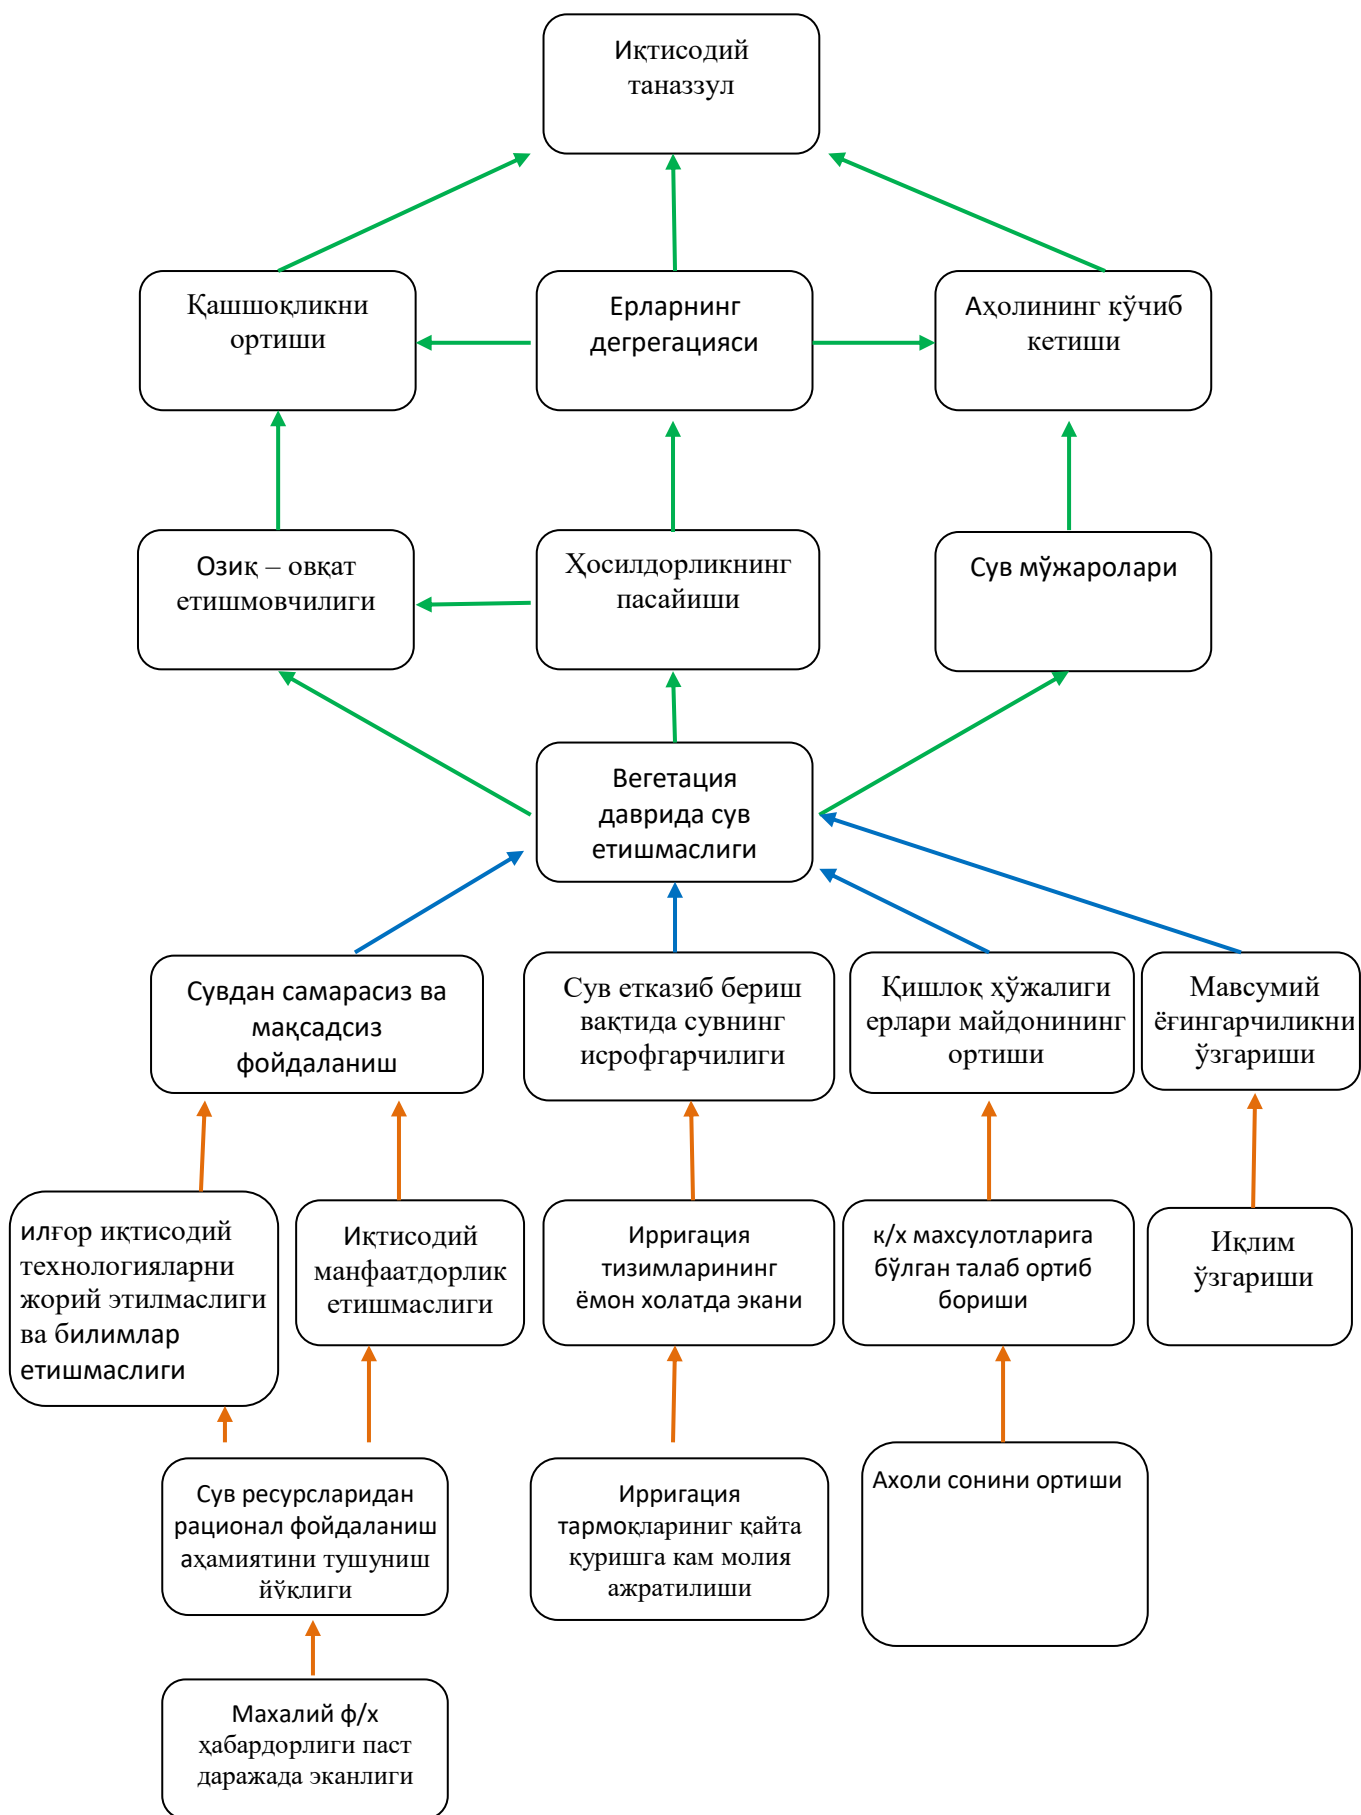 Иқтисодий
таназзул
Қашшоқликни
ортиши
Ерларнинг
дегрегацияси
Аҳолининг кўчиб
кетиши
Озиқ – овқат
етишмовчилиги
Ҳосилдорликнинг
пасайиши
Сув мўжаролари
Вегетация
даврида сув
етишмаслиги
Сувдан самарасиз ва
мақсадсиз
фойдаланиш
Сув етказиб бериш
вақтида сувнинг
исрофгарчилиги
Қишлоқ ҳўжалиги
ерлари майдонининг
ортиши
Мавсумий
ёғингарчиликни
ўзгариши
илғор иқтисодий
технологияларни
жорий этилмаслиги
ва билимлар
етишмаслиги
Иқтисодий
манфаатдорлик
етишмаслиги
Ирригация
тизимларининг
ёмон холатда экани
к/х махсулотларига
бўлган талаб ортиб
бориши
Иқлим
ўзгариши
Сув ресурсларидан
рационал фойдаланиш
аҳамиятини тушуниш
йўқлиги
Ирригация
тармоқлариниг қайта
қуришга кам молия
ажратилиши
Ахоли сонини ортиши
Махалий ф/х
ҳабардорлиги паст
даражада эканлиги